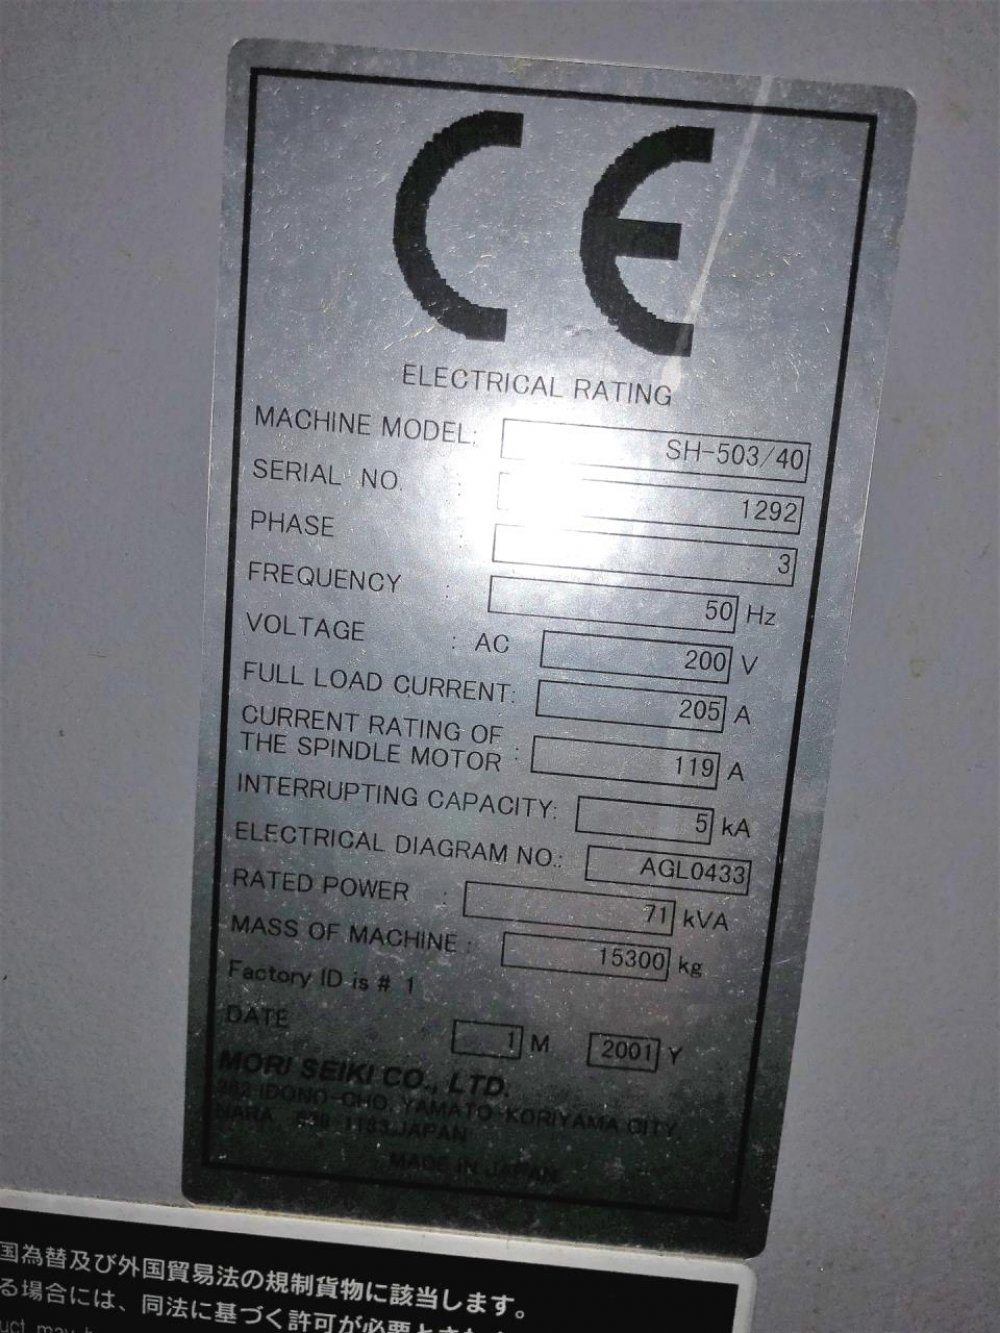 CE
ELECTRICAL RATING
MACHINE MODEL: SH-503/40
SERIAL NO. : 1292
PHASE : 3
FREQUENCY : 50 Hz
VOLTAGE : AC 200 V
FULL LOAD CURRENT: 205 A
CURRENT RATING OF
THE SPINDLE MOTOR : 119 A
INTERRUPTING CAPACITY: 5 kA
ELECTRICAL DIAGRAM NO.: AGL0433
RATED POWER : 71 kVA
MASS OF MACHINE : 15300 kg
Factory ID is # 1
DATE 1 M 2001 Y
MORI SEIKI CO., LTD.
IDONO-CHO, YAMATO-KORIYAMA CITY,
NARA JAPAN
MADE IN JAPAN
国為替及び外国貿易法の規制貨物に該当します。
る場合には、同法に基づく許可が必要と
may